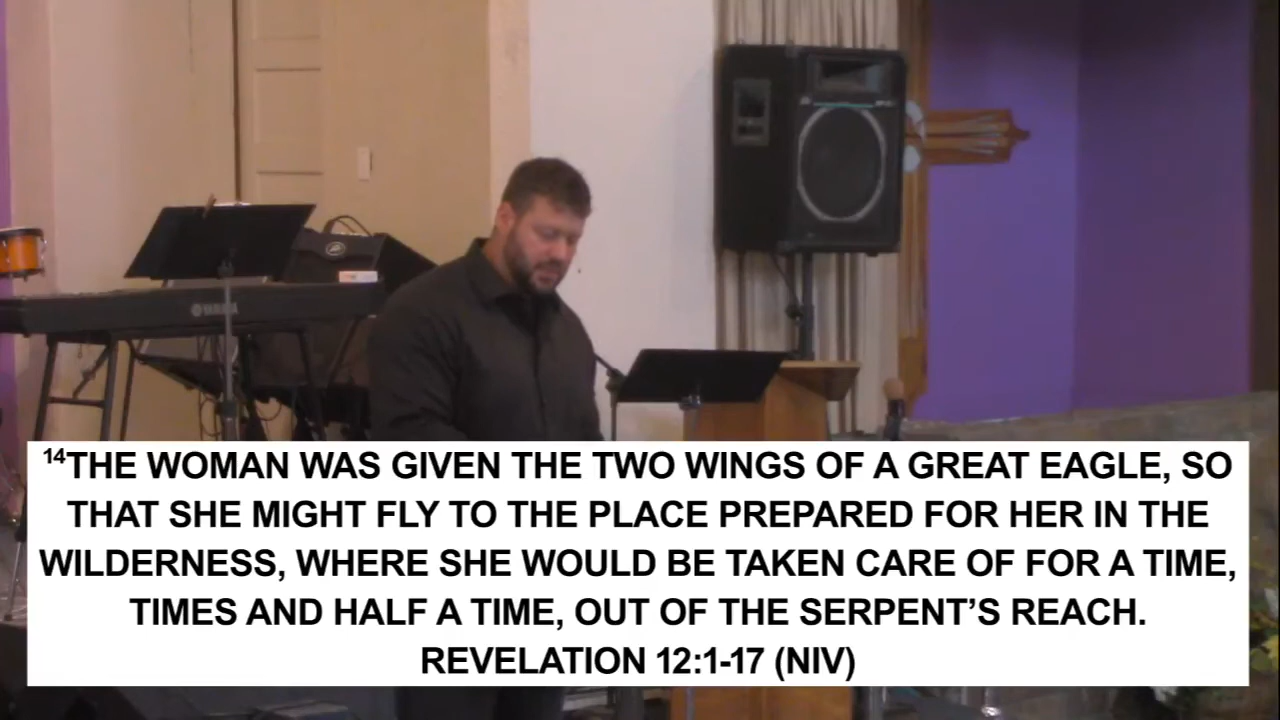 YAMAHA
¹⁴THE WOMAN WAS GIVEN THE TWO WINGS OF A GREAT EAGLE, SO
THAT SHE MIGHT FLY TO THE PLACE PREPARED FOR HER IN THE
WILDERNESS, WHERE SHE WOULD BE TAKEN CARE OF FOR A TIME,
TIMES AND HALF A TIME, OUT OF THE SERPENT’S REACH.
REVELATION 12:1-17 (NIV)